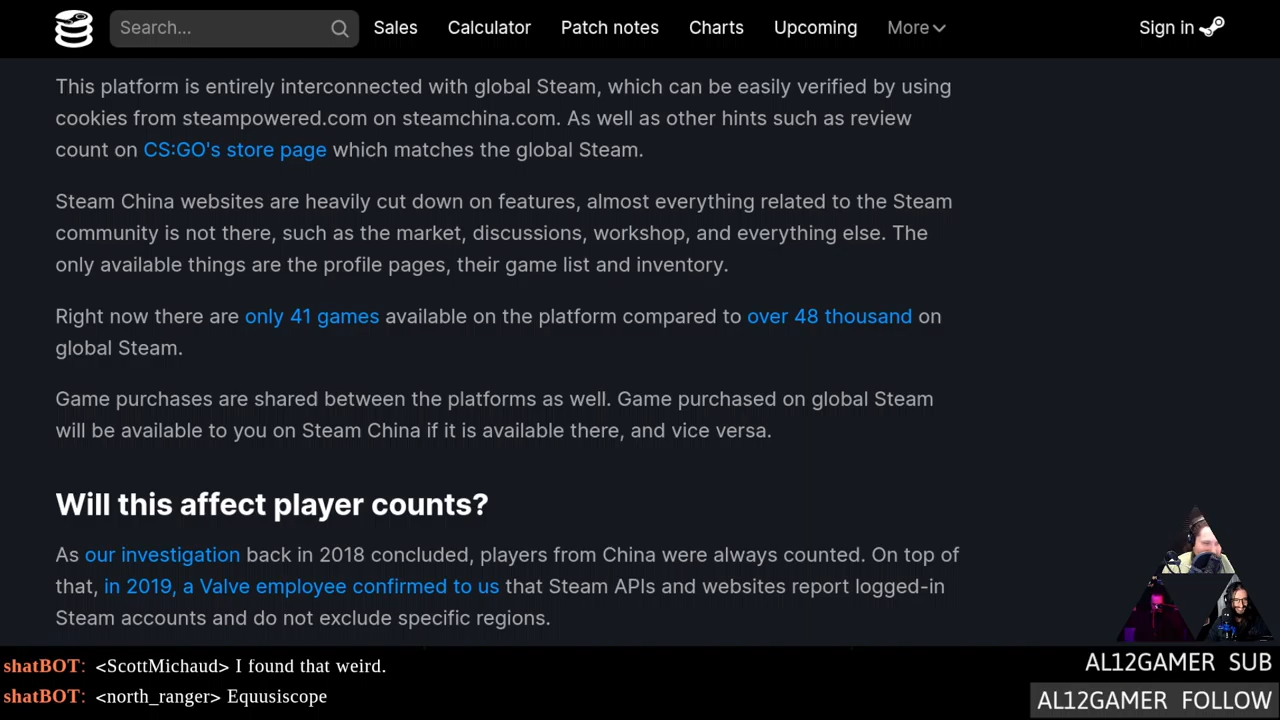 Search...
Sales
Calculator
Patch notes
Charts
Upcoming
More
Sign in
This platform is entirely interconnected with global Steam, which can be easily verified by using
cookies from steampowered.com on steamchina.com. As well as other hints such as review
count on CS:GO's store page which matches the global Steam.
Steam China websites are heavily cut down on features, almost everything related to the Steam
community is not there, such as the market, discussions, workshop, and everything else. The
only available things are the profile pages, their game list and inventory.
Right now there are only 41 games available on the platform compared to over 48 thousand on
global Steam.
Game purchases are shared between the platforms as well. Game purchased on global Steam
will be available to you on Steam China if it is available there, and vice versa.
Will this affect player counts?
As our investigation back in 2018 concluded, players from China were always counted. On top of
that, in 2019, a Valve employee confirmed to us that Steam APIs and websites report logged-in
Steam accounts and do not exclude specific regions.
shatBOT: <ScottMichaud> I found that weird.
shatBOT: <north_ranger> Equusiscope
AL12GAMER SUB
AL12GAMER FOLLOW